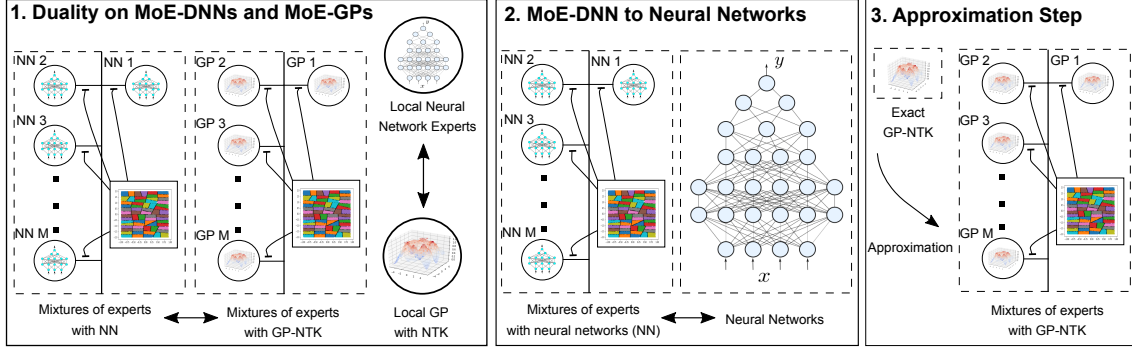 1. Duality on MoE-DNNs and MoE-GPs
NN 2
NN 1
NN 3
NN M
Mixtures of experts
with NN
GP 2
GP 1
GP 3
GP M
Mixtures of experts
with GP-NTK
y
x
Local Neural
Network Experts
Local GP
with NTK
2. MoE-DNN to Neural Networks
NN 2
NN 1
NN 3
NN M
Mixtures of experts
with neural networks (NN)
y
x
Neural Networks
3. Approximation Step
Exact
GP-NTK
Approximation
GP 2
GP 1
GP 3
GP M
Mixtures of experts
with GP-NTK